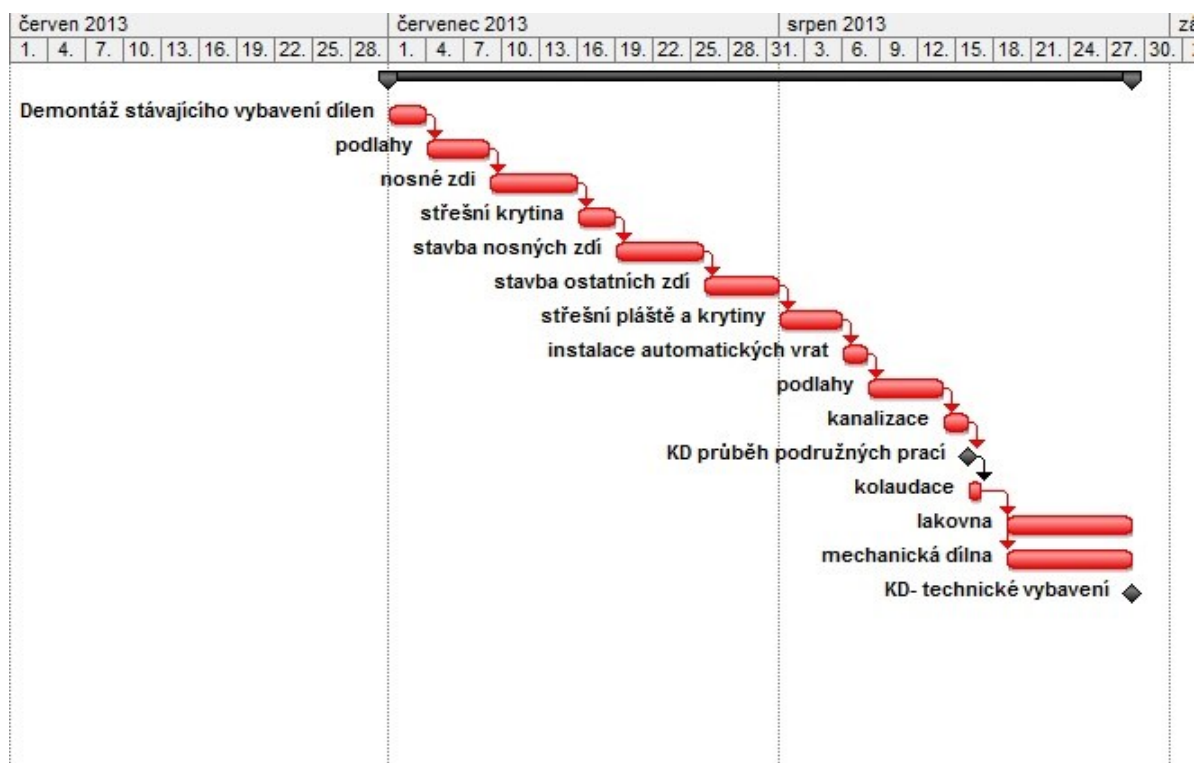 červen 2013 červenec 2013 srpen 2013 zá
1. 4. 7. 10. 13. 16. 19. 22. 25. 28. 1. 4. 7. 10. 13. 16. 19. 22. 25. 28. 31. 3. 6. 9. 12. 15. 18. 21. 24. 27. 30.
Demontáž stávajícího vybavení dílen
podlahy
nosné zdi
střešní krytina
stavba nosných zdí
stavba ostatních zdí
střešní pláště a krytiny
instalace automatických vrat
podlahy
kanalizace
KD průběh podružných prací
kolaudace
lakovna
mechanická dílna
KD- technické vybavení